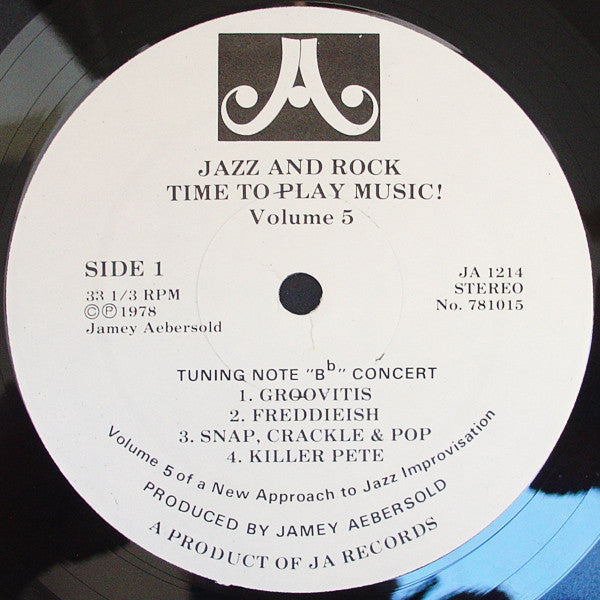 JA
JAZZ AND ROCK
TIME TO PLAY MUSIC!
Volume 5
SIDE 1
33 1/3 RPM
©℗1978
Jamey Aebersold
JA 1214
STEREO
No. 781015
TUNING NOTE "Bb" CONCERT
1. GROOVITIS
2. FREDDIEISH
3. SNAP, CRACKLE & POP
4. KILLER PETE
Volume 5 of a New Approach to Jazz Improvisation
PRODUCED BY JAMEY AEBERSOLD
A PRODUCT OF JA RECORDS